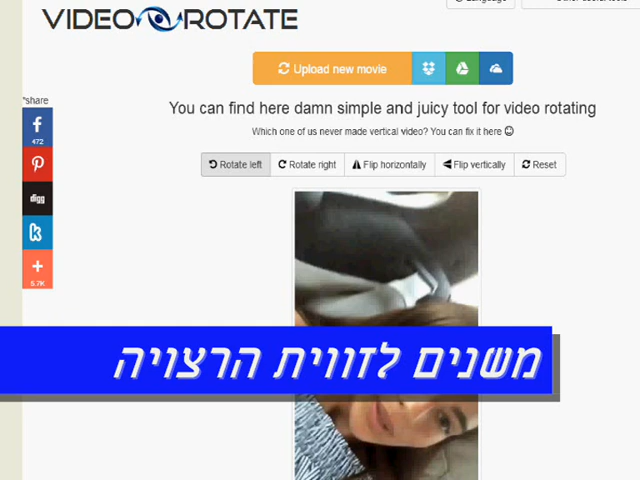 Language
VIDEO ROTATE
Upload new movie
*share
You can find here damn simple and juicy tool for video rotating
Which one of us never made vertical video? You can fix it here
472
Rotate left Rotate right Flip horizontally Flip vertically Reset
digg
5.7K
משנים לזווית הרצויה